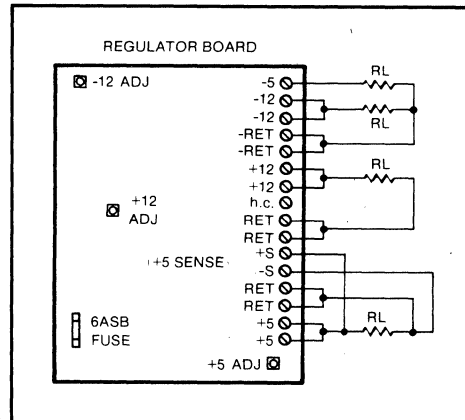 REGULATOR BOARD
-12 ADJ
-5
RL
-12
-12
RL
-RET
-RET
+12
RL
+12
h.c.
+12
ADJ
RET
RET
+S
+5 SENSE
-S
RET
RET
+5
RL
+5
6ASB
FUSE
+5 ADJ